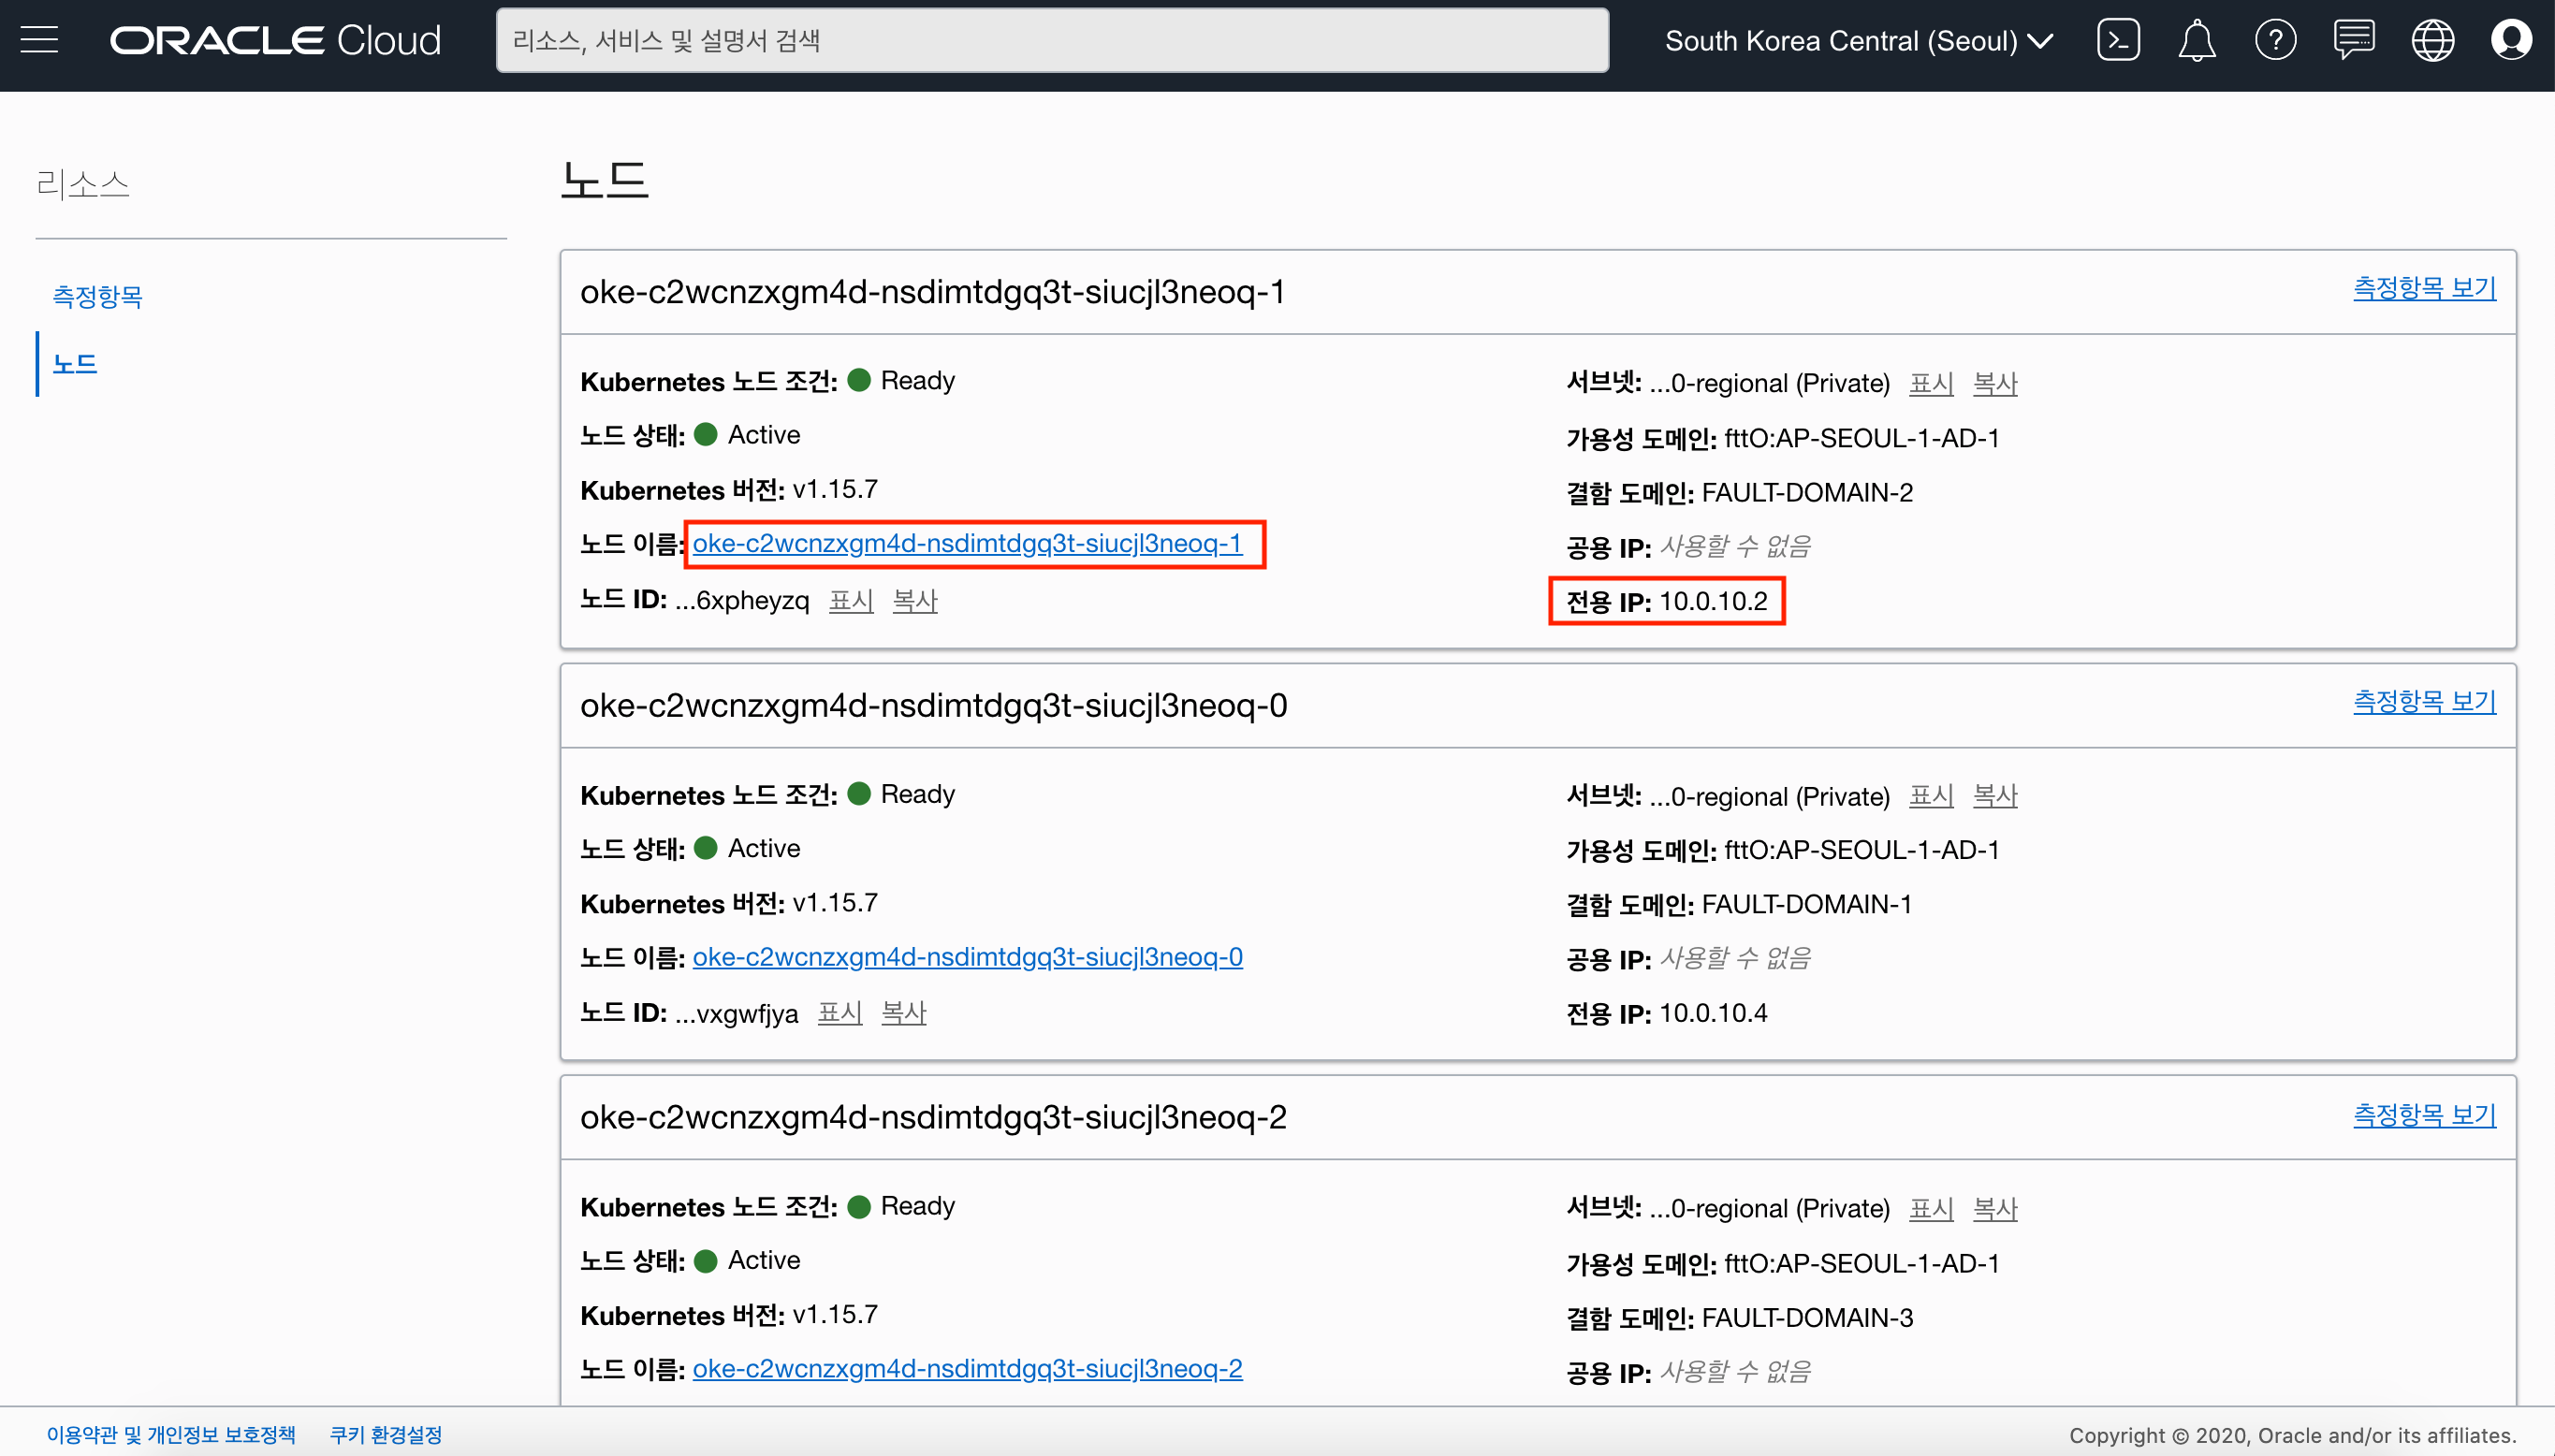 ORACLE Cloud
리소스, 서비스 및 설명서 검색
South Korea Central (Seoul)
리소스
측정항목
노드
노드
oke-c2wcnzxgm4d-nsdimtdgq3t-siucjl3neoq-1
측정항목 보기
Kubernetes 노드 조건: Ready
노드 상태: Active
Kubernetes 버전: v1.15.7
노드 이름: oke-c2wcnzxgm4d-nsdimtdgq3t-siucjl3neoq-1
노드 ID: ...6xpheyzq 표시 복사
서브넷: ...0-regional (Private) 표시 복사
가용성 도메인: fttO:AP-SEOUL-1-AD-1
결함 도메인: FAULT-DOMAIN-2
공용 IP: 사용할 수 없음
전용 IP: 10.0.10.2
oke-c2wcnzxgm4d-nsdimtdgq3t-siucjl3neoq-0
측정항목 보기
Kubernetes 노드 조건: Ready
노드 상태: Active
Kubernetes 버전: v1.15.7
노드 이름: oke-c2wcnzxgm4d-nsdimtdgq3t-siucjl3neoq-0
노드 ID: ...vxgwfjya 표시 복사
서브넷: ...0-regional (Private) 표시 복사
가용성 도메인: fttO:AP-SEOUL-1-AD-1
결함 도메인: FAULT-DOMAIN-1
공용 IP: 사용할 수 없음
전용 IP: 10.0.10.4
oke-c2wcnzxgm4d-nsdimtdgq3t-siucjl3neoq-2
측정항목 보기
Kubernetes 노드 조건: Ready
노드 상태: Active
Kubernetes 버전: v1.15.7
노드 이름: oke-c2wcnzxgm4d-nsdimtdgq3t-siucjl3neoq-2
서브넷: ...0-regional (Private) 표시 복사
가용성 도메인: fttO:AP-SEOUL-1-AD-1
결함 도메인: FAULT-DOMAIN-3
공용 IP: 사용할 수 없음
이용약관 및 개인정보 보호정책 쿠키 환경설정
Copyright © 2020, Oracle and/or its affiliates.